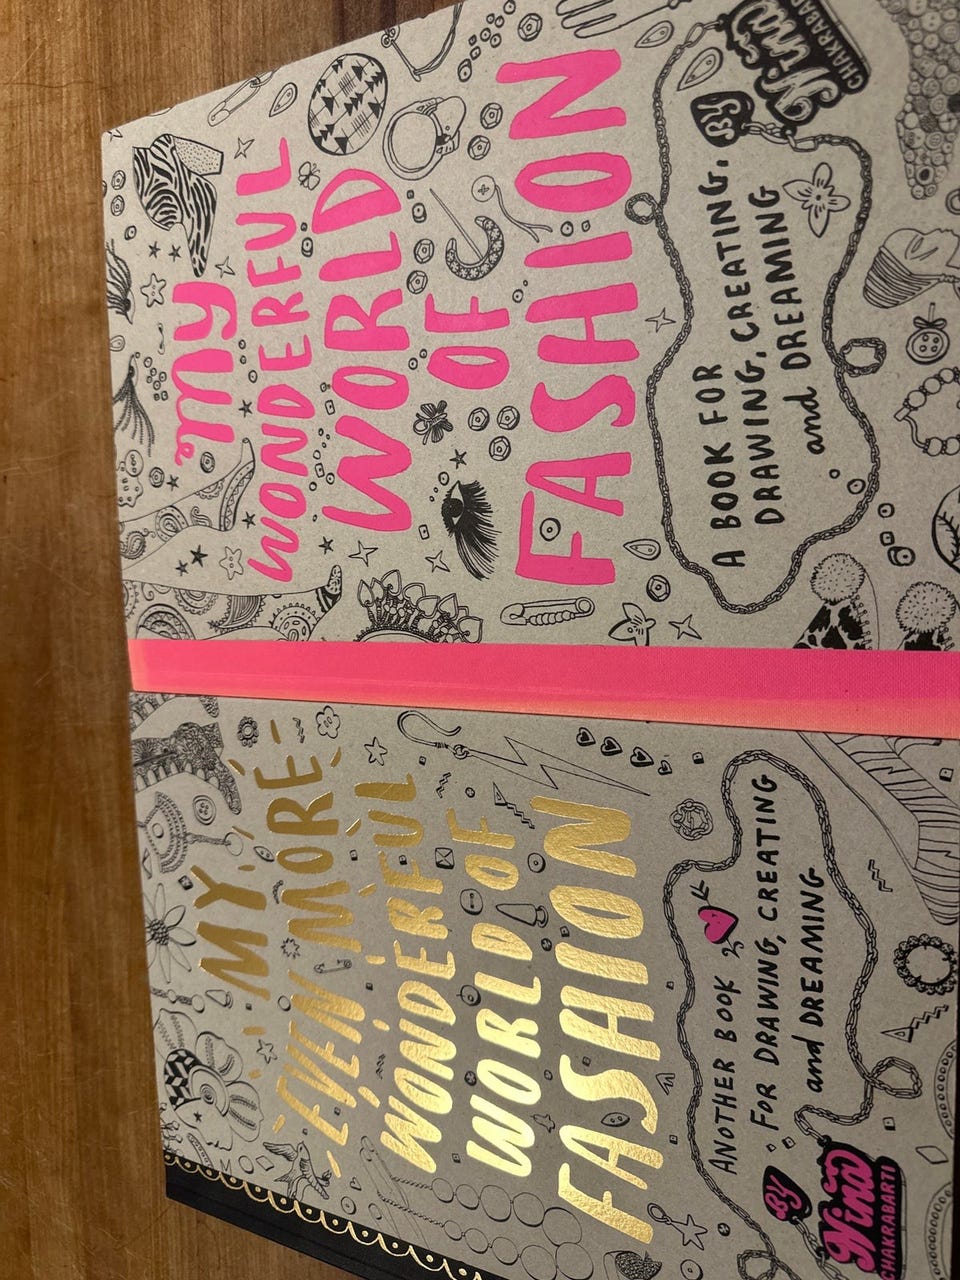 MY
EVEN MORE
WONDERFUL
WORLD OF
FASHION
ANOTHER BOOK
FOR DRAWING, CREATING
and DREAMING
BY
Nina
CHAKRABARTI
MY
WONDERFUL
WORLD
OF
FASHION
A BOOK FOR
DRAWING, CREATING,
and DREAMING
BY
Nina
CHAKRABAR